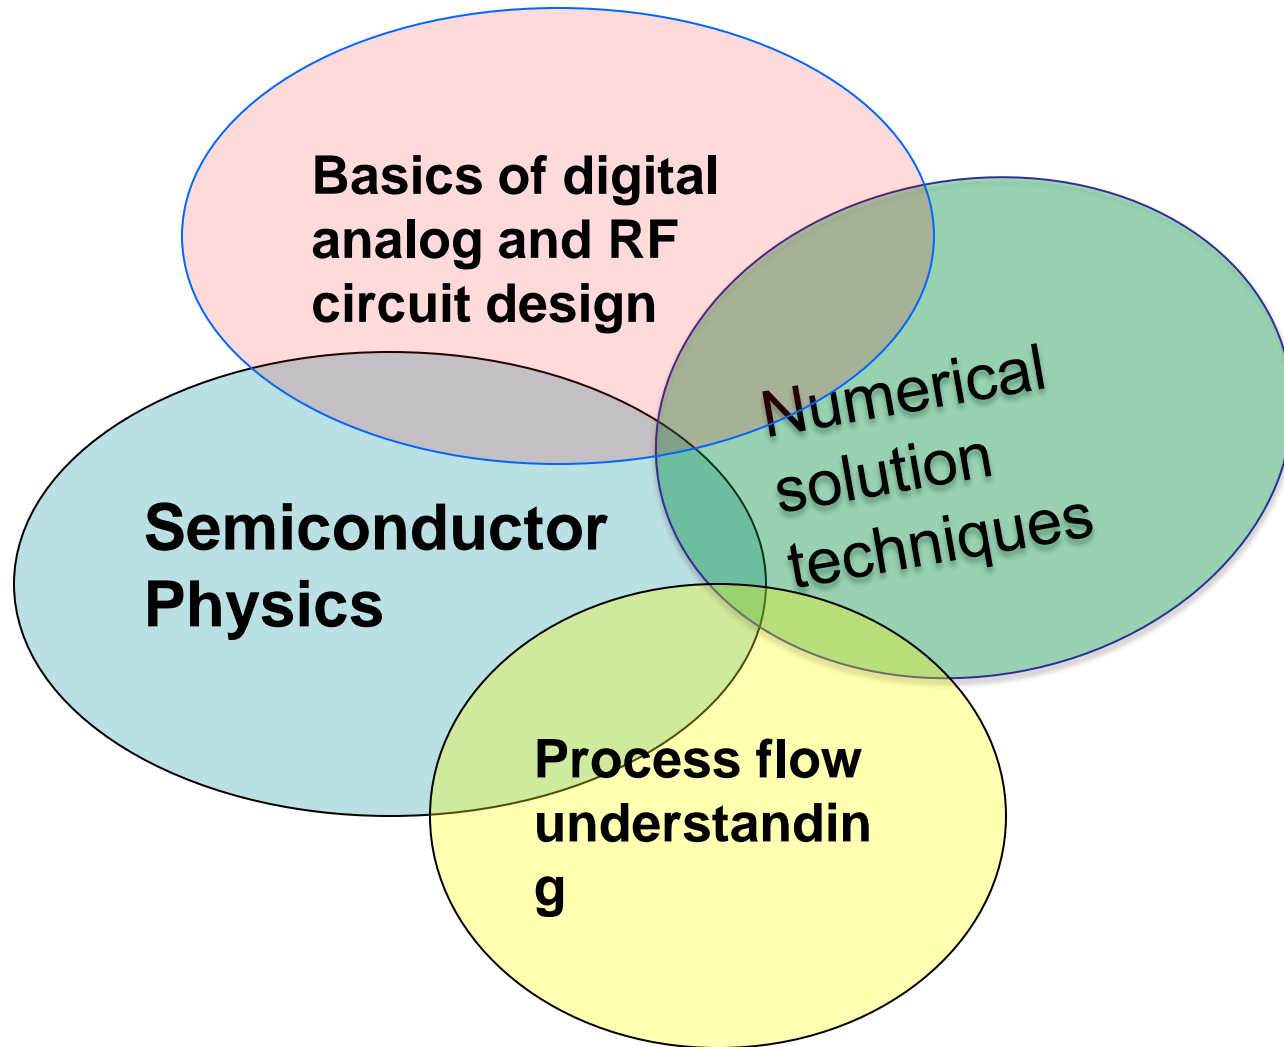 Basics of digital
analog and RF
circuit design
Numerical
solution
techniques
Semiconductor
Physics
Process flow
understandin
g